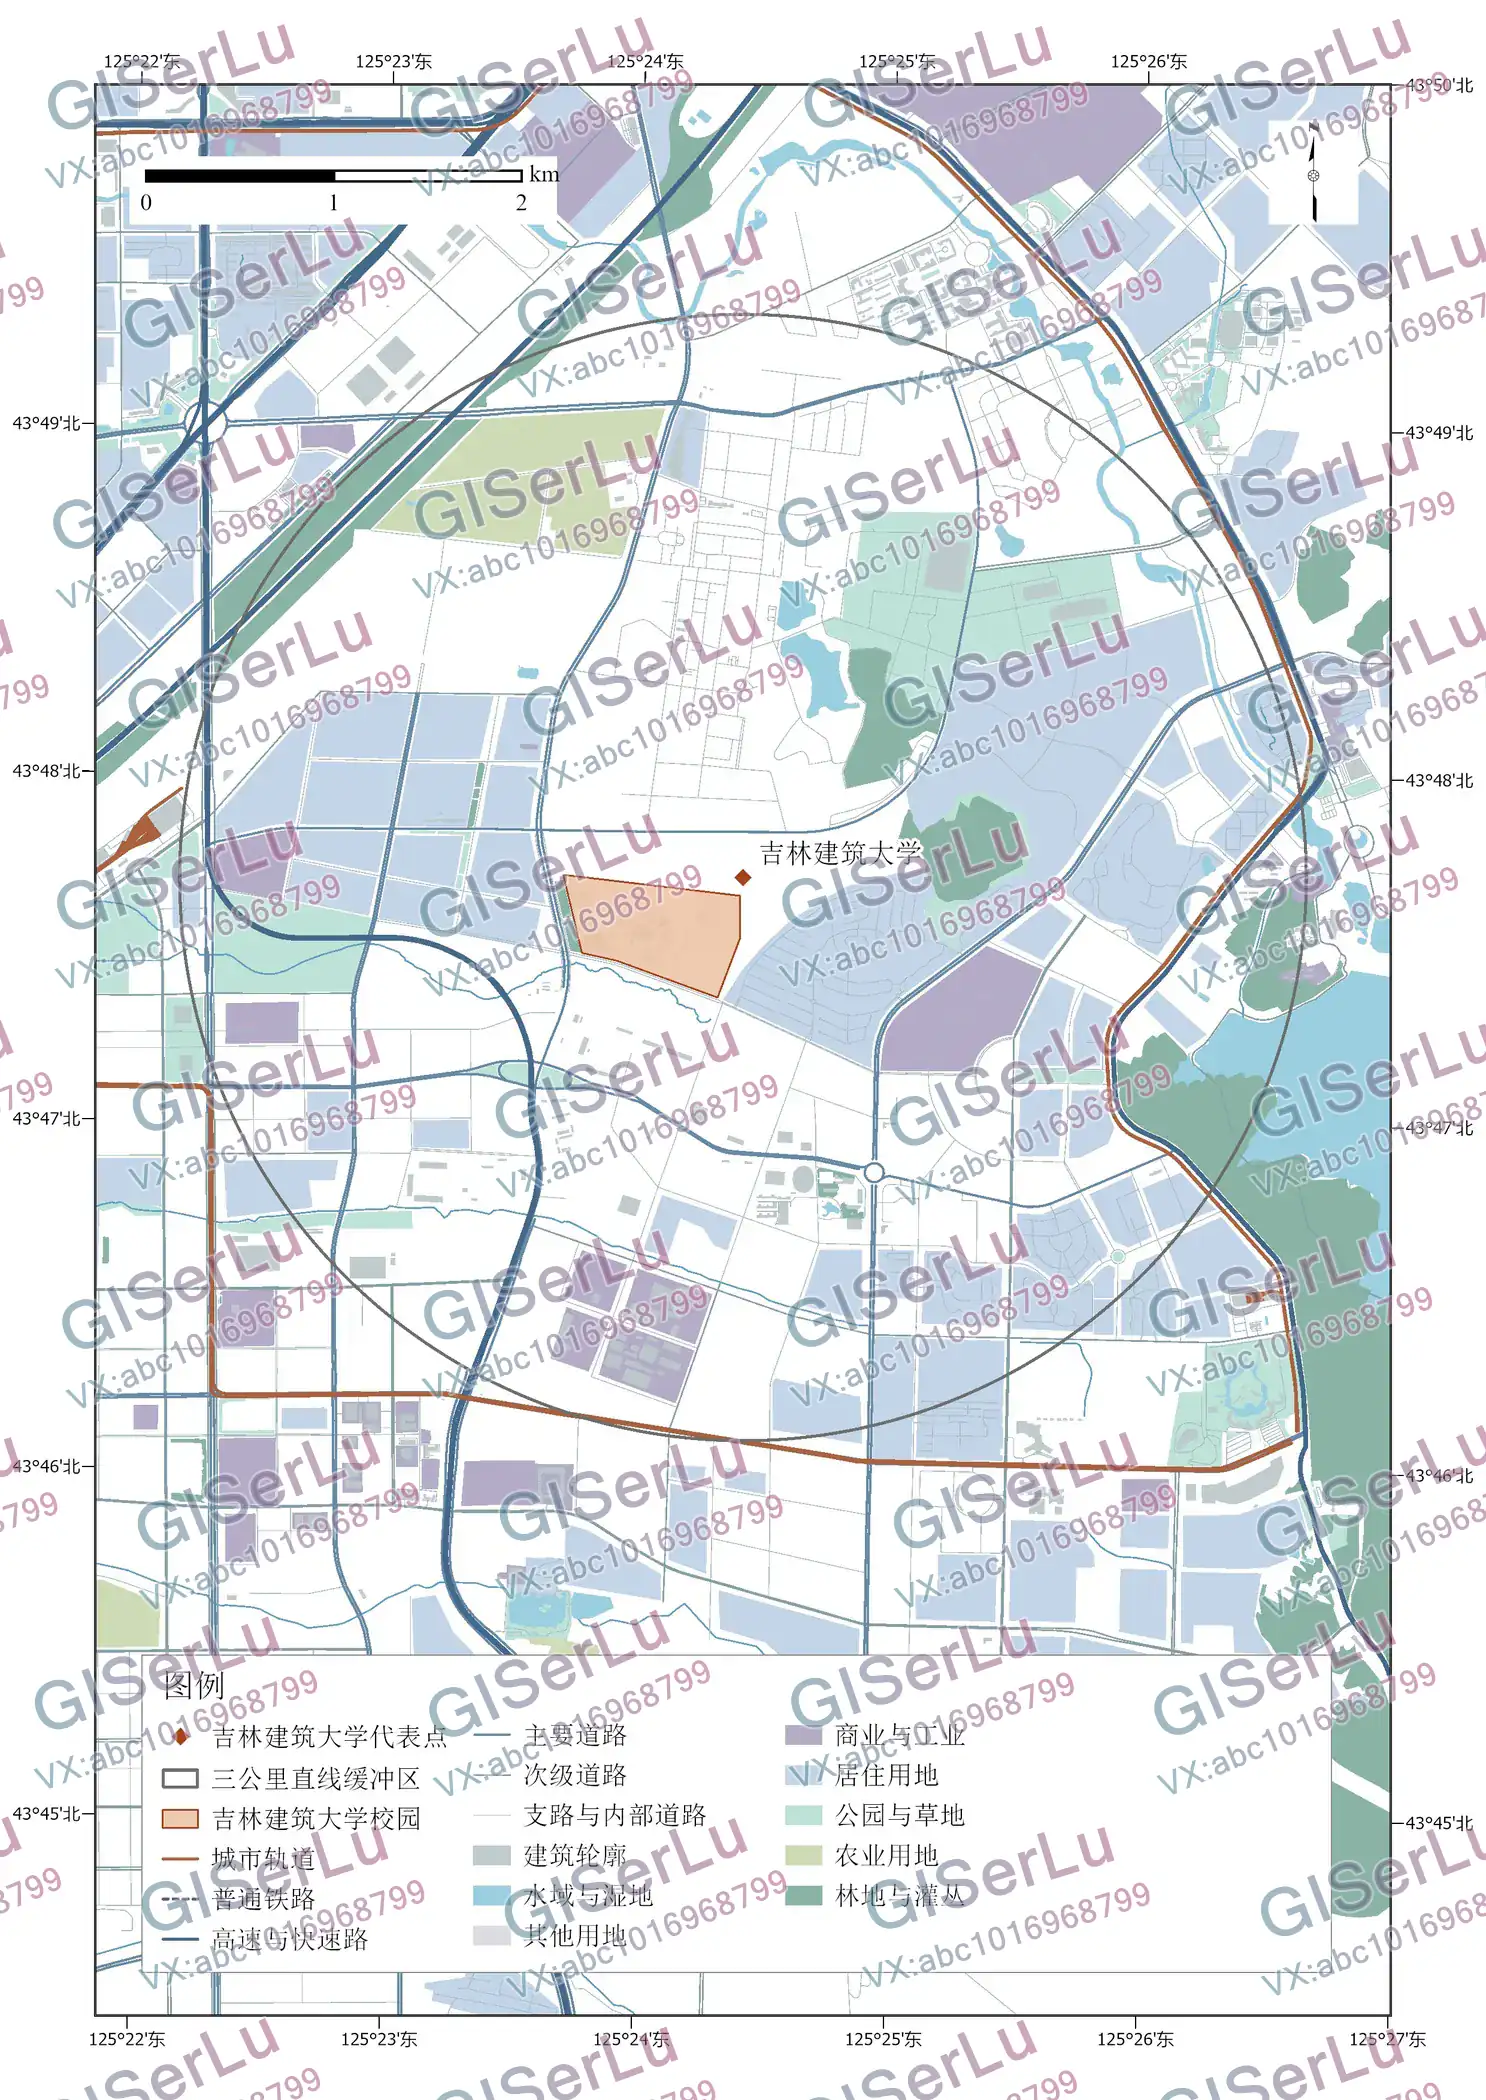 125°22'东
125°23'东
125°24'东
125°25'东
125°26'东
43°50'北
km
0
1
2
N
43°49'北
43°49'北
43°48'北
43°48'北
吉林建筑大学
43°47'北
43°47'北
43°46'北
43°46'北
图例
吉林建筑大学代表点
三公里直线缓冲区
吉林建筑大学校园
城市轨道
普通铁路
高速与快速路
主要道路
次级道路
支路与内部道路
建筑轮廓
水域与湿地
其他用地
商业与工业
居住用地
公园与草地
农业用地
林地与灌丛
43°45'北
43°45'北
125°22'东
125°23'东
125°24'东
125°25'东
125°26'东
125°27'东
GISerLu
VX:abc1016968799